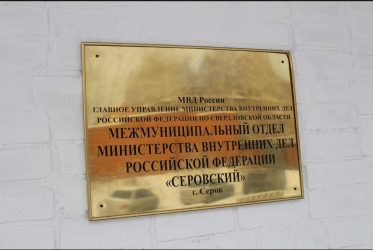 МВД России
ГЛАВНОЕ УПРАВЛЕНИЕ МИНИСТЕРСТВА ВНУТРЕННИХ ДЕЛ
РОССИЙСКОЙ ФЕДЕРАЦИИ ПО СВЕРДЛОВСКОЙ ОБЛАСТИ
МЕЖМУНИЦИПАЛЬНЫЙ ОТДЕЛ
МИНИСТЕРСТВА ВНУТРЕННИХ ДЕЛ
РОССИЙСКОЙ ФЕДЕРАЦИИ
«СЕРОВСКИЙ»
г. Серов